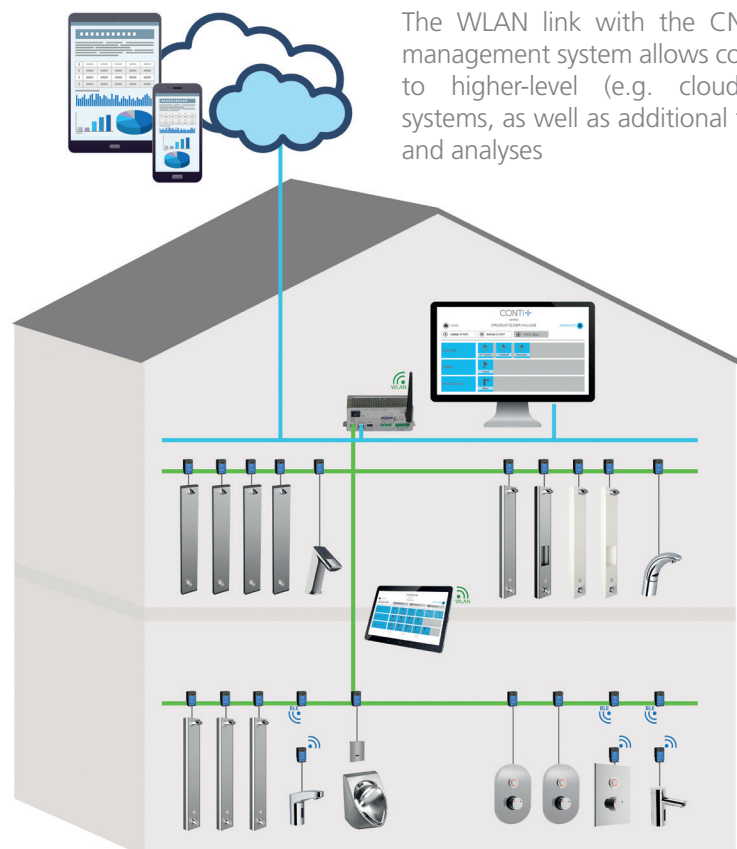 The WLAN link with the CN
management system allows co
to higher-level (e.g. cloud
systems, as well as additional
and analyses
CONTI+
PRODUKTE DER ANLAGE
WLAN
CONTI+
WLAN
BLE
BLE
BLE